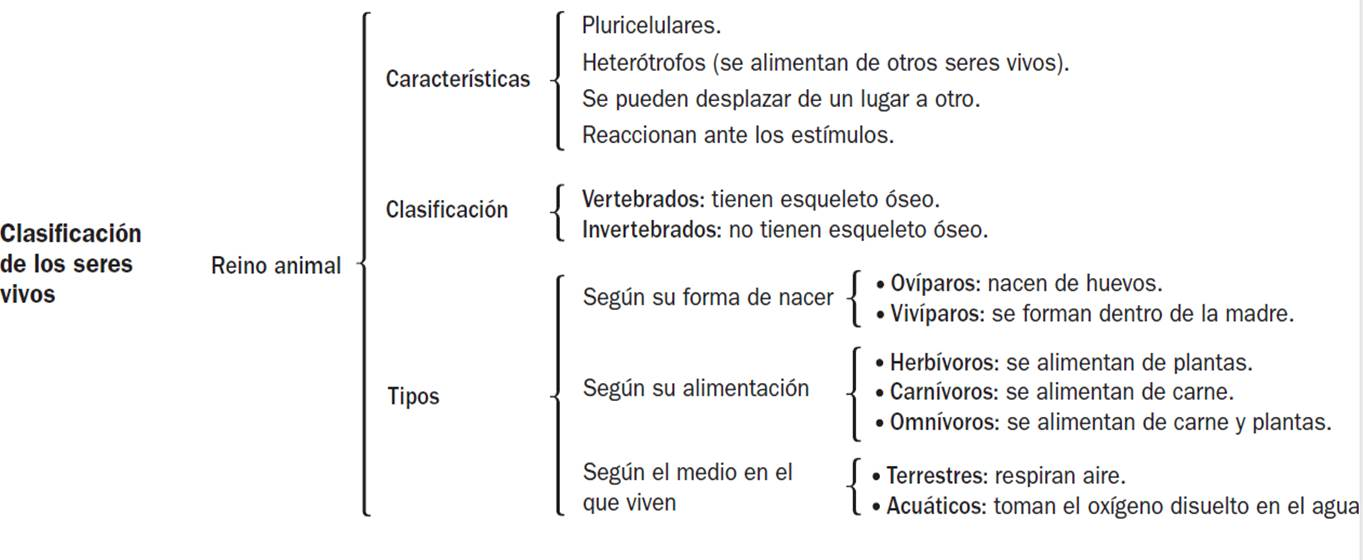 Clasificación
de los seres
vivos
Reino animal
Características
Pluricelulares.
Heterótrofos (se alimentan de otros seres vivos).
Se pueden desplazar de un lugar a otro.
Reaccionan ante los estímulos.
Clasificación
Vertebrados: tienen esqueleto óseo.
Invertebrados: no tienen esqueleto óseo.
Tipos
Según su forma de nacer
• Ovíparos: nacen de huevos.
• Vivíparos: se forman dentro de la madre.
Según su alimentación
• Herbívoros: se alimentan de plantas.
• Carnívoros: se alimentan de carne.
• Omnívoros: se alimentan de carne y plantas.
Según el medio en el
que viven
• Terrestres: respiran aire.
• Acuáticos: toman el oxígeno disuelto en el agua